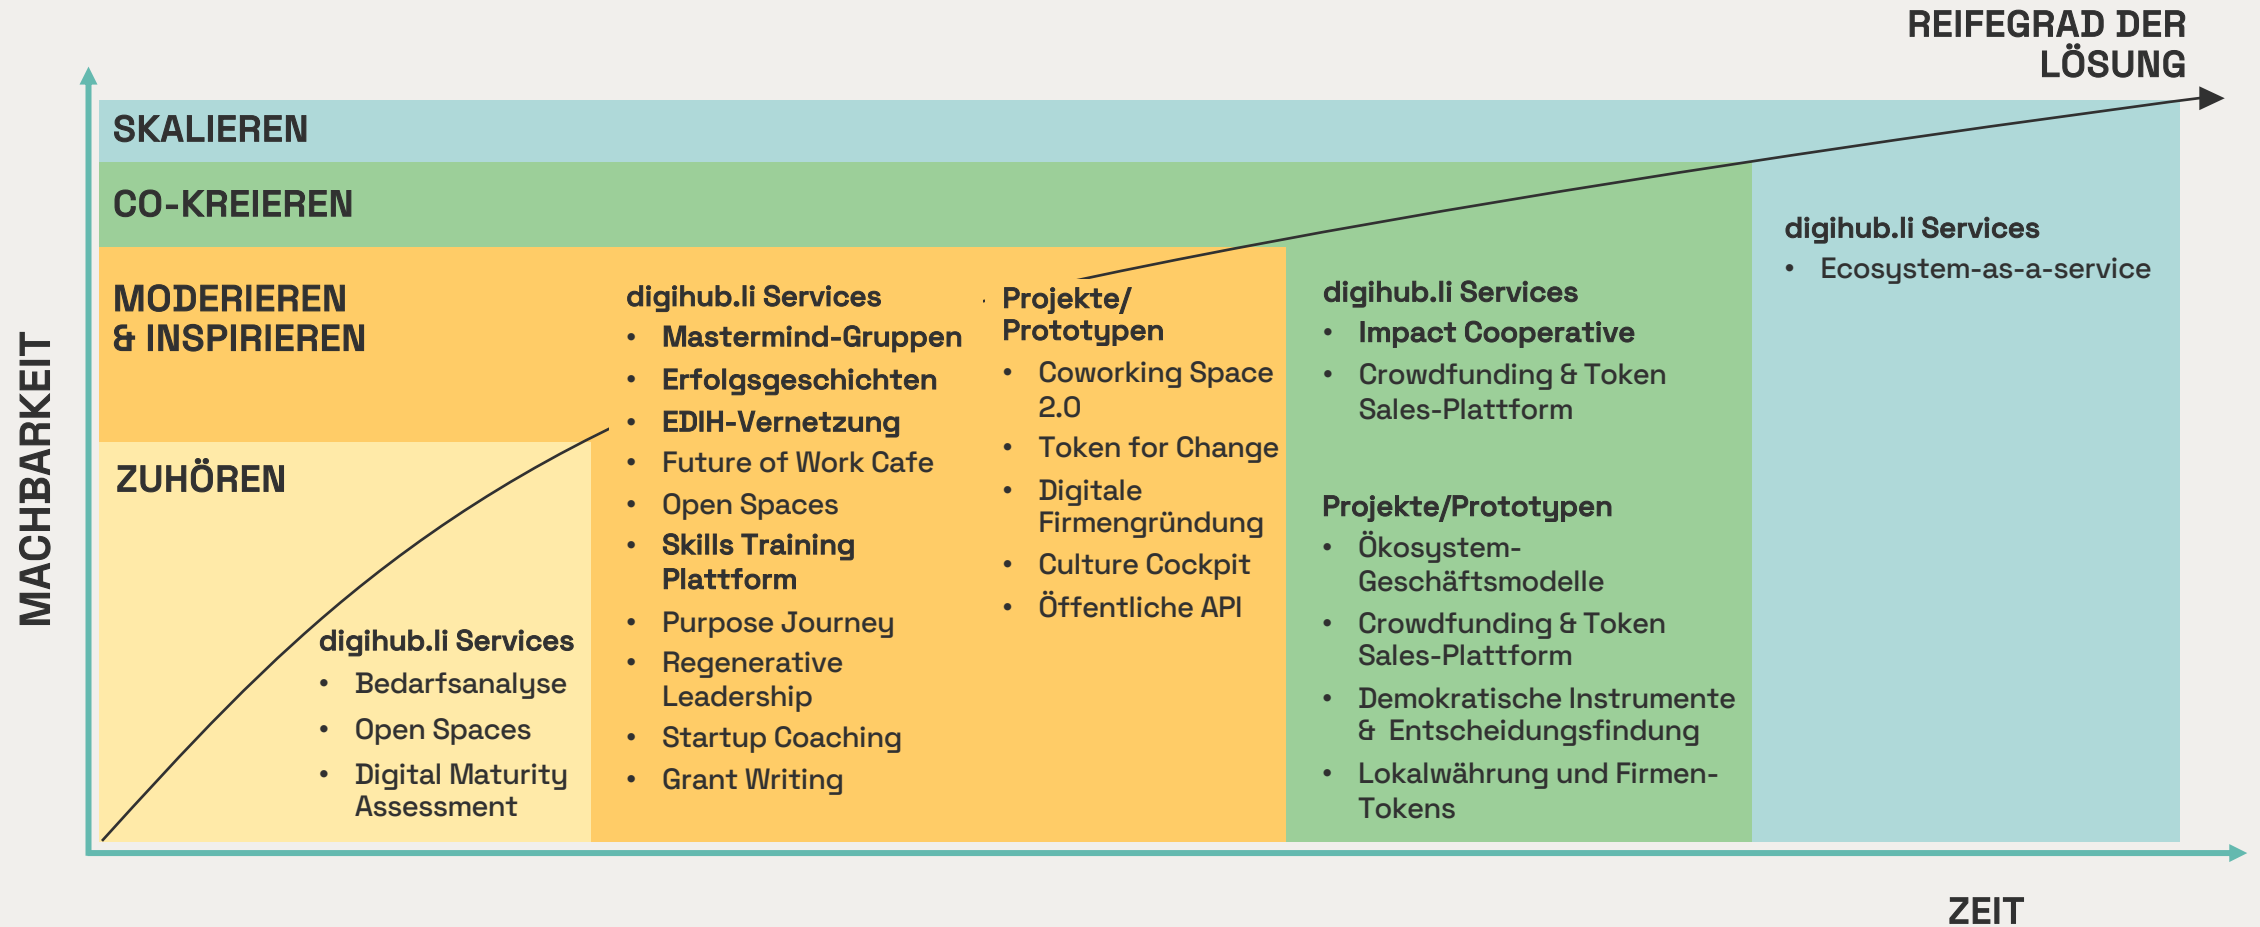 REIFEGRAD DER
LÖSUNG
SKALIEREN
CO-KREIEREN
MODERIEREN
& INSPIRIEREN
ZUHÖREN
MACHBARKEIT
digihub.li Services
• Bedarfsanalyse
• Open Spaces
• Digital Maturity
Assessment
digihub.li Services
• Mastermind-Gruppen
• Erfolgsgeschichten
• EDIH-Vernetzung
• Future of Work Cafe
• Open Spaces
• Skills Training
Plattform
• Purpose Journey
• Regenerative
Leadership
• Startup Coaching
• Grant Writing
Projekte/
Prototypen
• Coworking Space
2.0
• Token for Change
• Digitale
Firmengründung
• Culture Cockpit
• Öffentliche API
digihub.li Services
• Impact Cooperative
• Crowdfunding & Token
Sales-Plattform
Projekte/Prototypen
• Ökosystem-
Geschäftsmodelle
• Crowdfunding & Token
Sales-Plattform
• Demokratische Instrumente
& Entscheidungsfindung
• Lokalwährung und Firmen-
Tokens
digihub.li Services
• Ecosystem-as-a-service
ZEIT